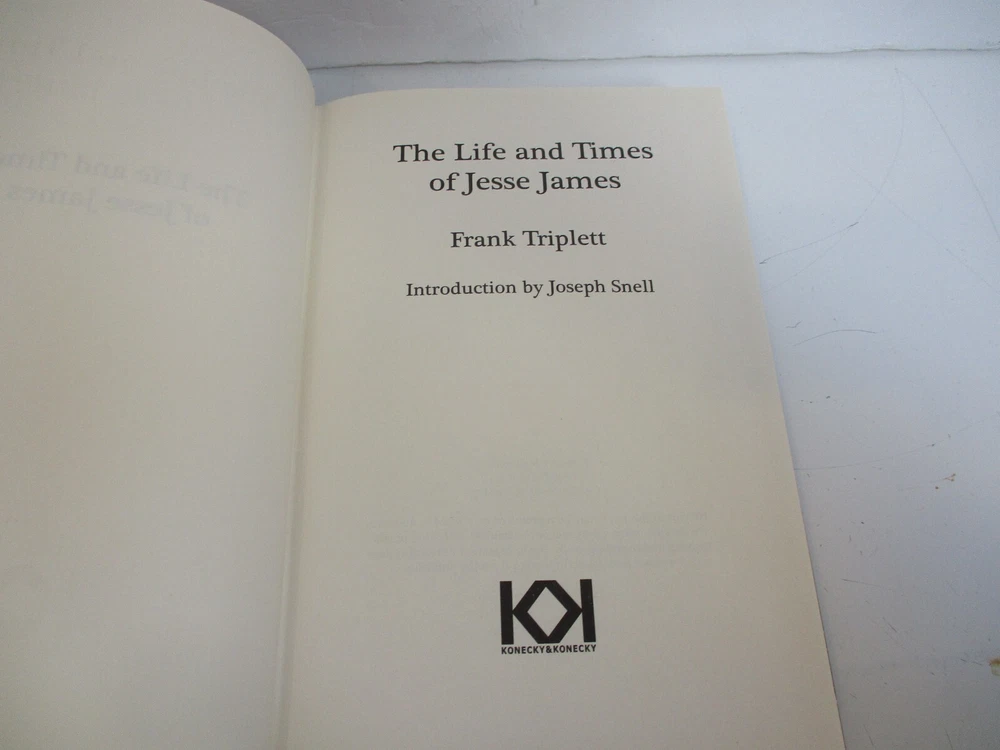 The Life and Times
of Jesse James
Frank Triplett
Introduction by Joseph Snell
KONECKY&KONECKY